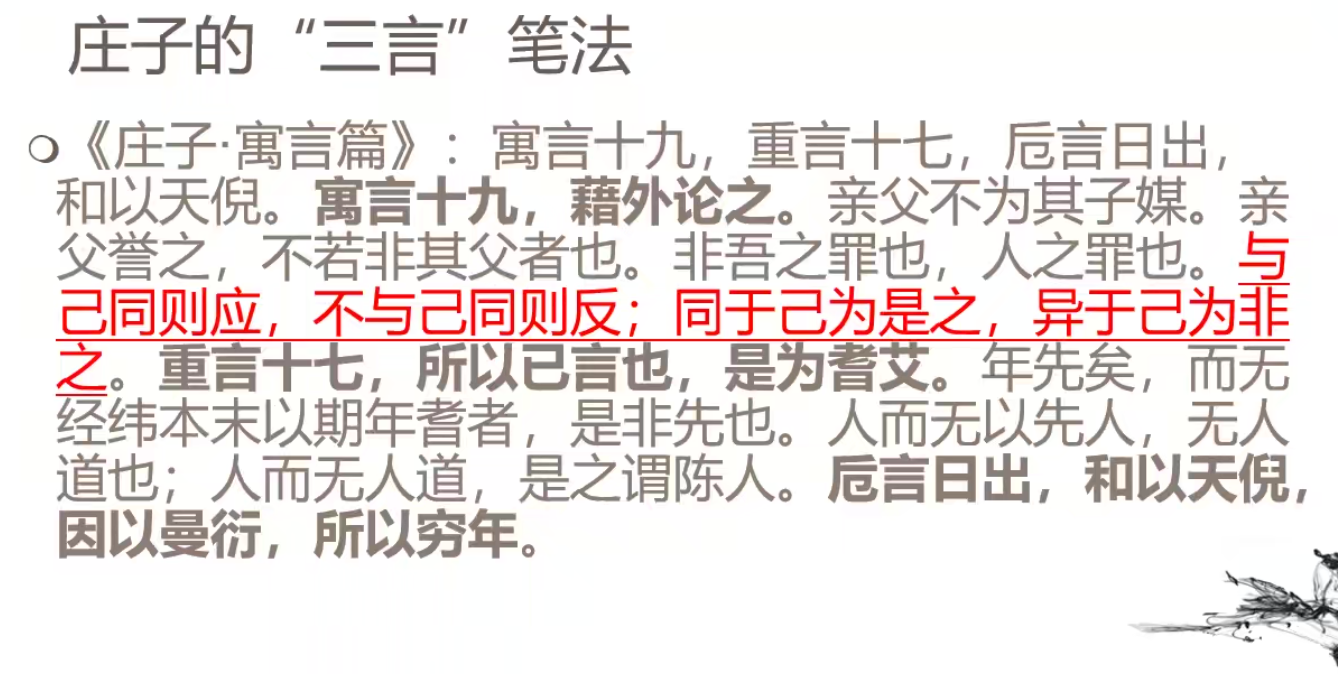 庄子的“三言”笔法
《庄子·寓言篇》：寓言十九，重言十七，卮言日出，
和以天倪。寓言十九，藉外论之。亲父不为其子媒。亲
父誉之，不若非其父者也。非吾之罪也，人之罪也。与
己同则应，不与己同则反；同于己为是之，异于己为非
之。重言十七，所以已言也，是为耆艾。年先矣，而无
经纬本末以期年耆者，是非先也。人而无以先人，无人
道也；人而无人道，是之谓陈人。卮言日出，和以天倪，
因以曼衍，所以穷年。